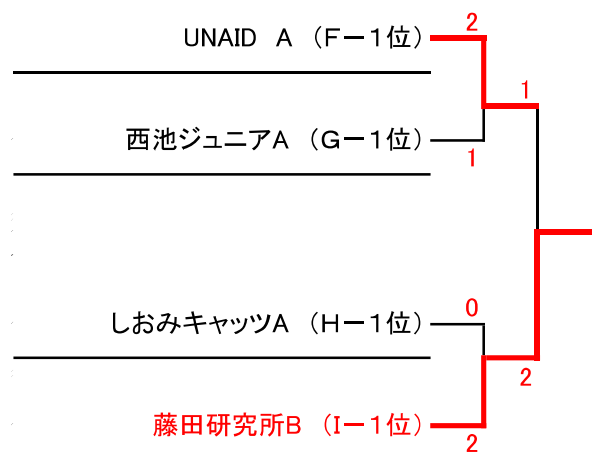 UNAID A （F－1位） 2
1
西池ジュニアA （G－1位） 1
しおみキャッツA （H－1位） 0
2
藤田研究所B （I－1位） 2